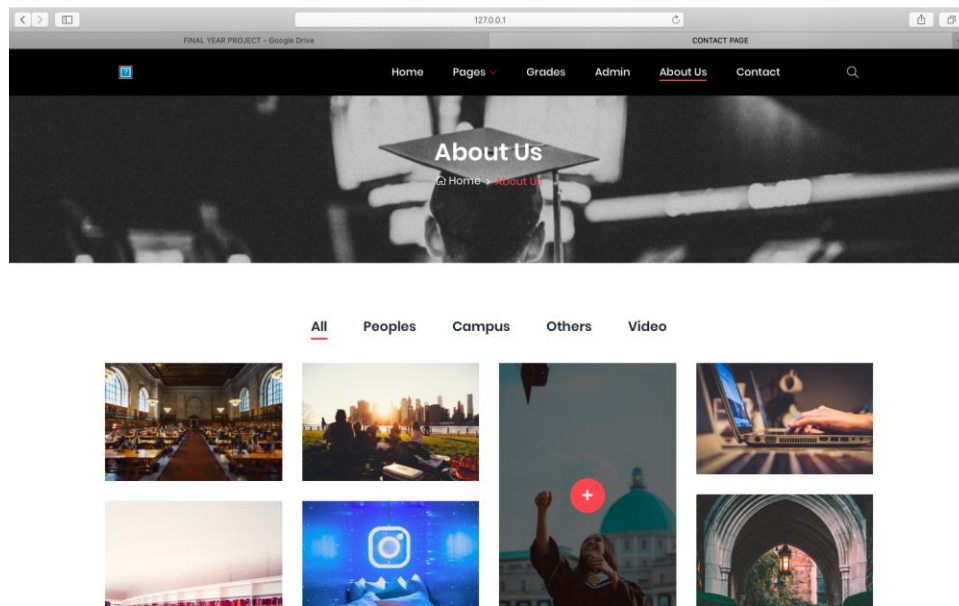 127.0.0.1
FINAL YEAR PROJECT - Google Drive
CONTACT PAGE
Home Pages Grades Admin About Us Contact
About Us
Home > About Us
All Peoples Campus Others Video